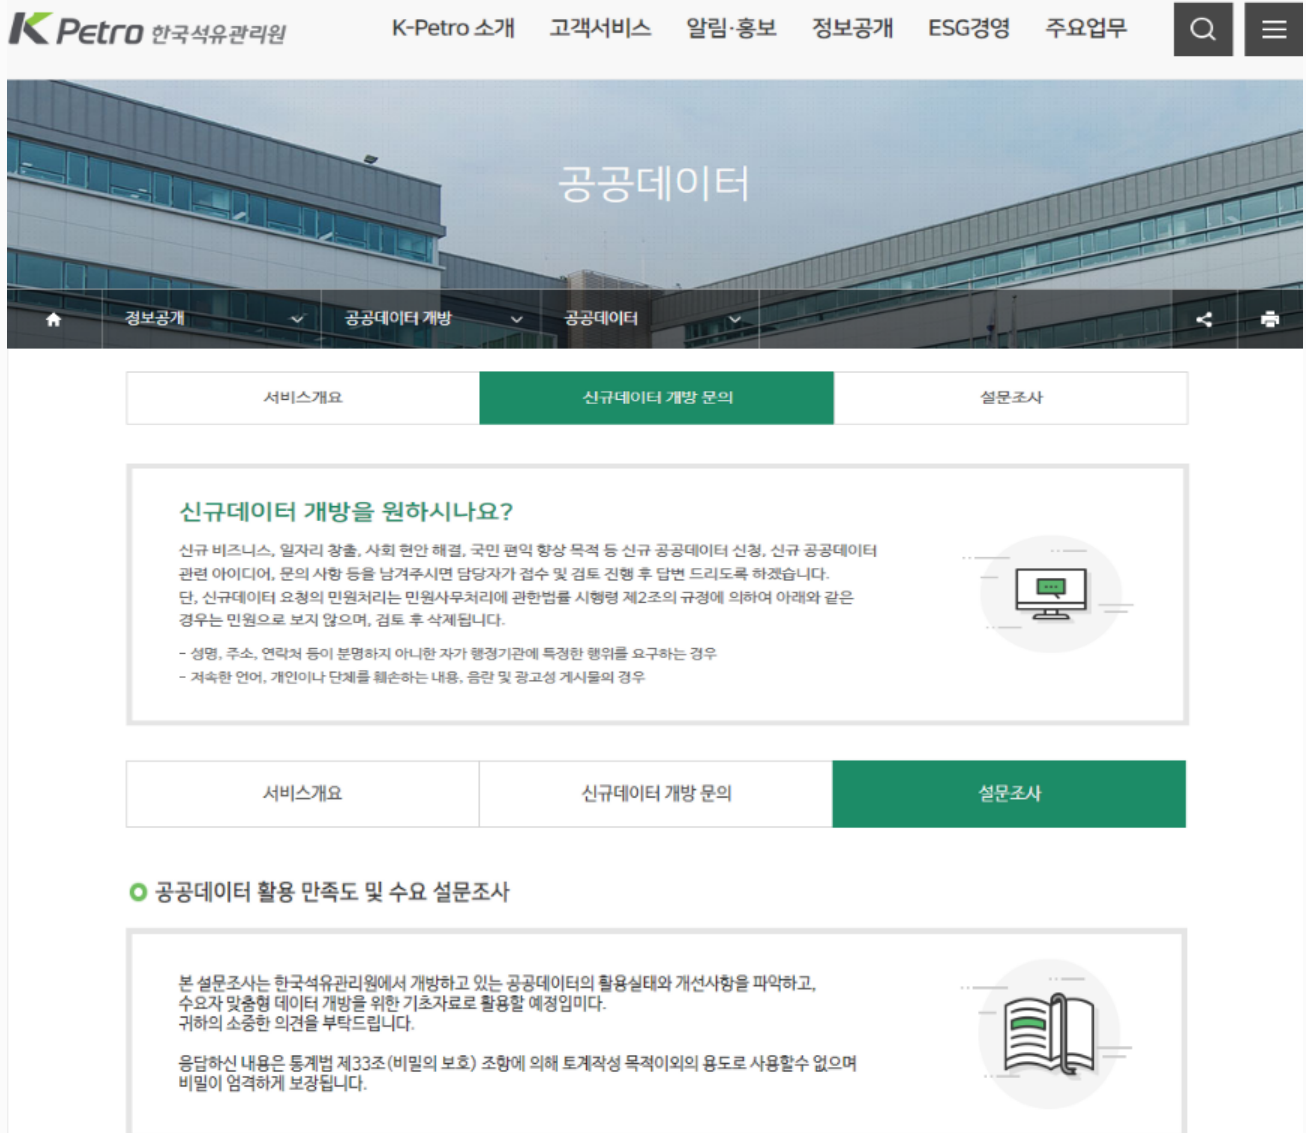 K Petro 한국석유관리원
K-Petro 소개 고객서비스 알림·홍보 정보공개 ESG경영 주요업무
공공데이터
정보공개 공공데이터 개방 공공데이터
서비스개요 신규데이터 개방 문의 설문조사
신규데이터 개방을 원하시나요?
신규 비즈니스, 일자리 창출, 사회 현안 해결, 국민 편익 향상 목적 등 신규 공공데이터 신청, 신규 공공데이터
관련 아이디어, 문의 사항 등을 남겨주시면 담당자가 접수 및 검토 진행 후 답변 드리도록 하겠습니다.
단, 신규데이터 요청의 민원처리는 민원사무처리에 관한법률 시행령 제2조의 규정에 의하여 아래와 같은
경우는 민원으로 보지 않으며, 검토 후 삭제됩니다.
- 성명, 주소, 연락처 등이 분명하지 아니한 자가 행정기관에 특정한 행위를 요구하는 경우
- 저속한 언어, 개인이나 단체를 훼손하는 내용, 음란 및 광고성 게시물의 경우
서비스개요 신규데이터 개방 문의 설문조사
공공데이터 활용 만족도 및 수요 설문조사
본 설문조사는 한국석유관리원에서 개방하고 있는 공공데이터의 활용실태와 개선사항을 파악하고,
수요자 맞춤형 데이터 개방을 위한 기초자료로 활용할 예정입미다.
귀하의 소중한 의견을 부탁드립니다.
응답하신 내용은 통계법 제33조(비밀의 보호) 조항에 의해 토계작성 목적이외의 용도로 사용할수 없으며
비밀이 엄격하게 보장됩니다.